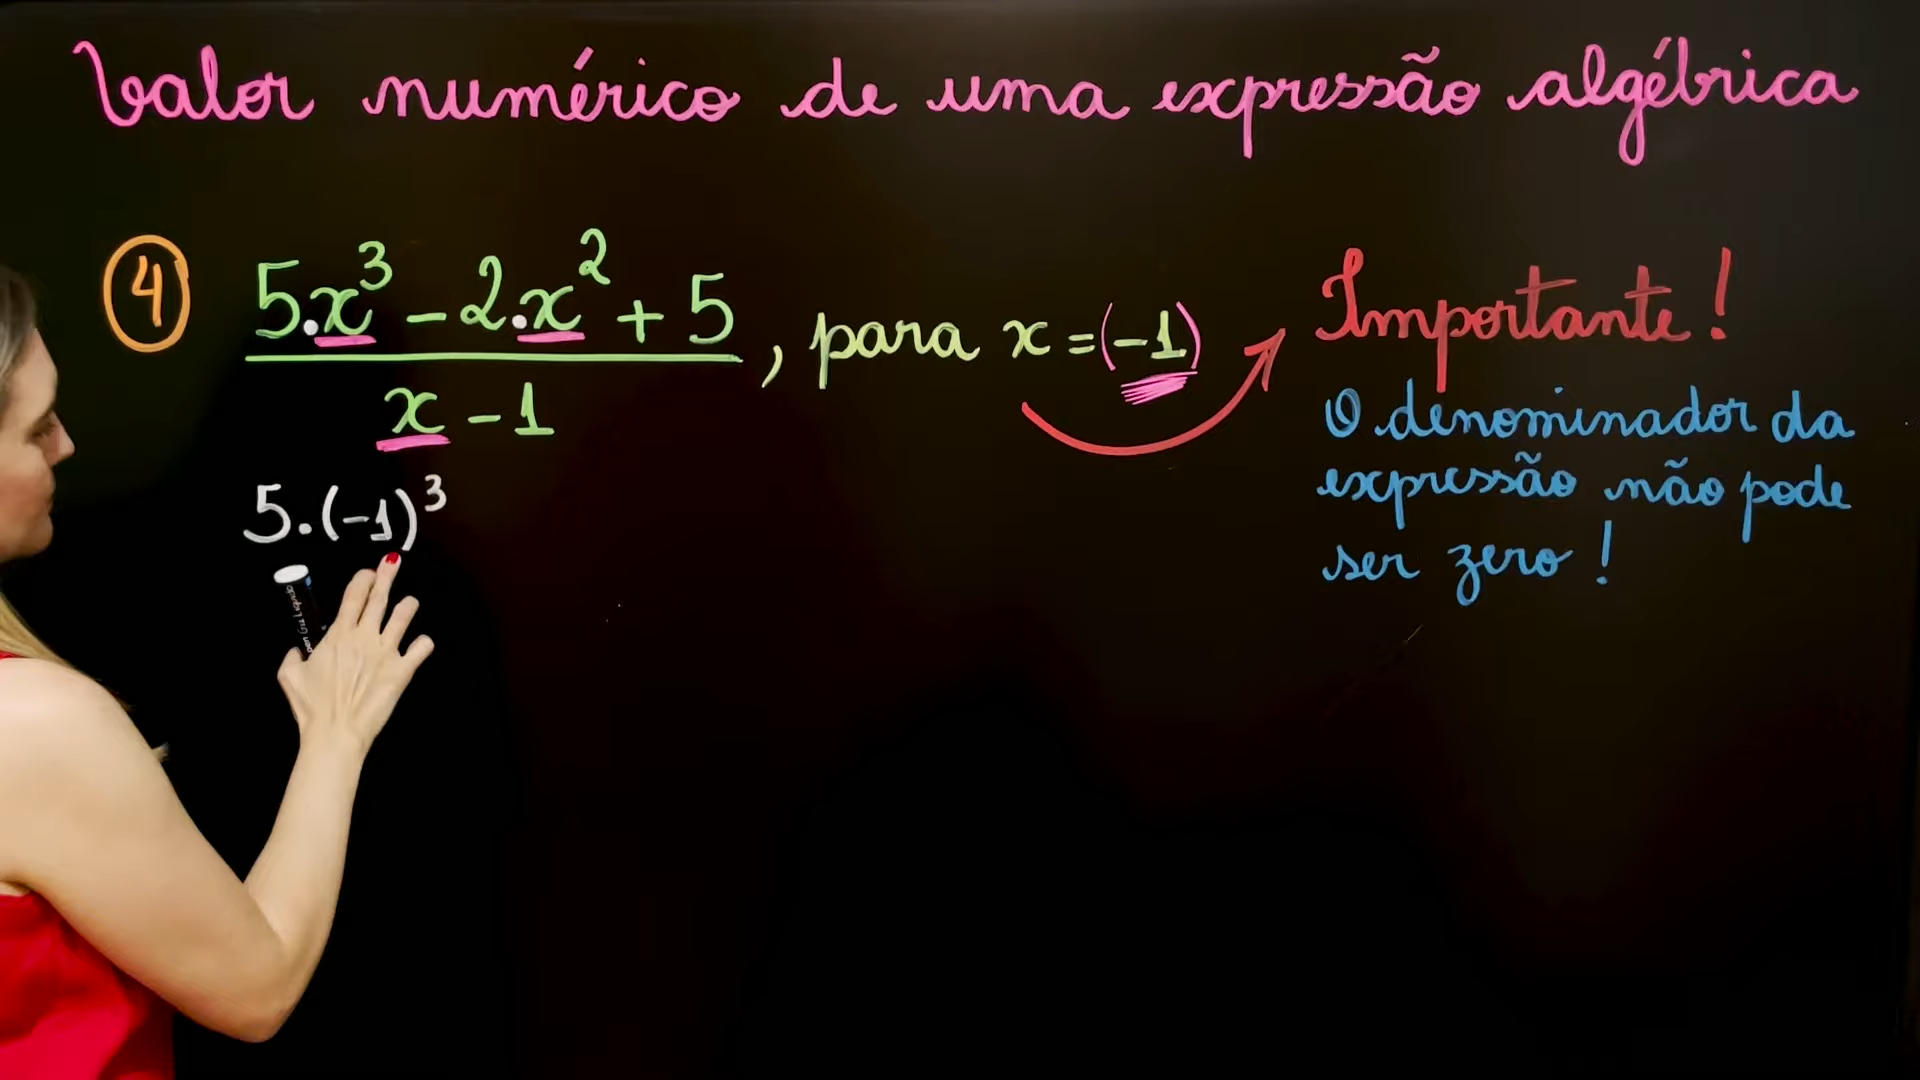 Valor numérico de uma expressão algébrica
4
5.x³ - 2.x² + 5
x - 1
, para x = (-1)
5.(-1)³
Importante!
O denominador da
expressão não pode
ser zero!